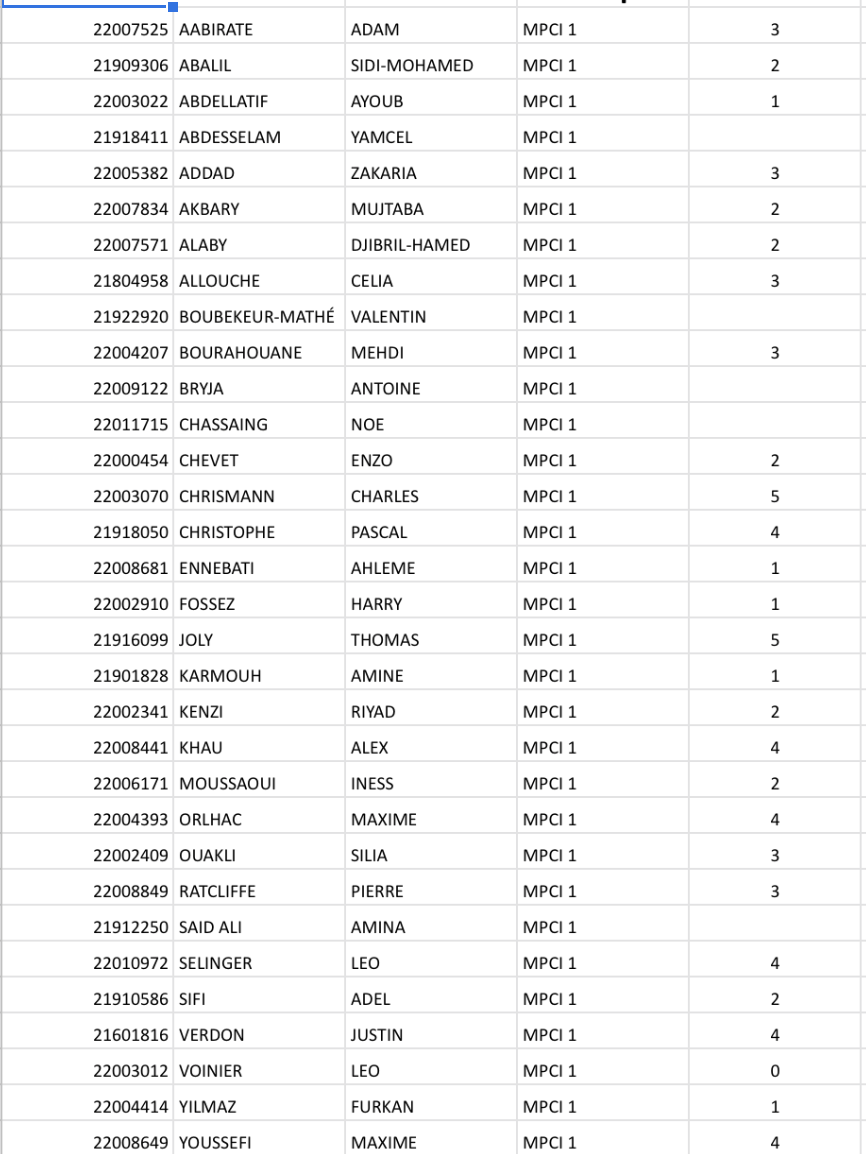 22007525 AABIRATE ADAM MPCI 1 3
21909306 ABALIL SIDI-MOHAMED MPCI 1 2
22003022 ABDELLATIF AYOUB MPCI 1 1
21918411 ABDESSELAM YAMCEL MPCI 1
22005382 ADDAD ZAKARIA MPCI 1 3
22007834 AKBARY MUJTABA MPCI 1 2
22007571 ALABY DJIBRIL-HAMED MPCI 1 2
21804958 ALLOUCHE CELIA MPCI 1 3
21922920 BOUBEKEUR-MATHÉ VALENTIN MPCI 1
22004207 BOURAHOUANE MEHDI MPCI 1 3
22009122 BRYJA ANTOINE MPCI 1
22011715 CHASSAING NOE MPCI 1
22000454 CHEVET ENZO MPCI 1 2
22003070 CHRISMANN CHARLES MPCI 1 5
21918050 CHRISTOPHE PASCAL MPCI 1 4
22008681 ENNEBATI AHLEME MPCI 1 1
22002910 FOSSEZ HARRY MPCI 1 1
21916099 JOLY THOMAS MPCI 1 5
21901828 KARMOUH AMINE MPCI 1 1
22002341 KENZI RIYAD MPCI 1 2
22008441 KHAU ALEX MPCI 1 4
22006171 MOUSSAOUI INESS MPCI 1 2
22004393 ORLHAC MAXIME MPCI 1 4
22002409 OUAKLI SILIA MPCI 1 3
22008849 RATCLIFFE PIERRE MPCI 1 3
21912250 SAID ALI AMINA MPCI 1
22010972 SELINGER LEO MPCI 1 4
21910586 SIFI ADEL MPCI 1 2
21601816 VERDON JUSTIN MPCI 1 4
22003012 VOINIER LEO MPCI 1 0
22004414 YILMAZ FURKAN MPCI 1 1
22008649 YOUSSEFI MAXIME MPCI 1 4